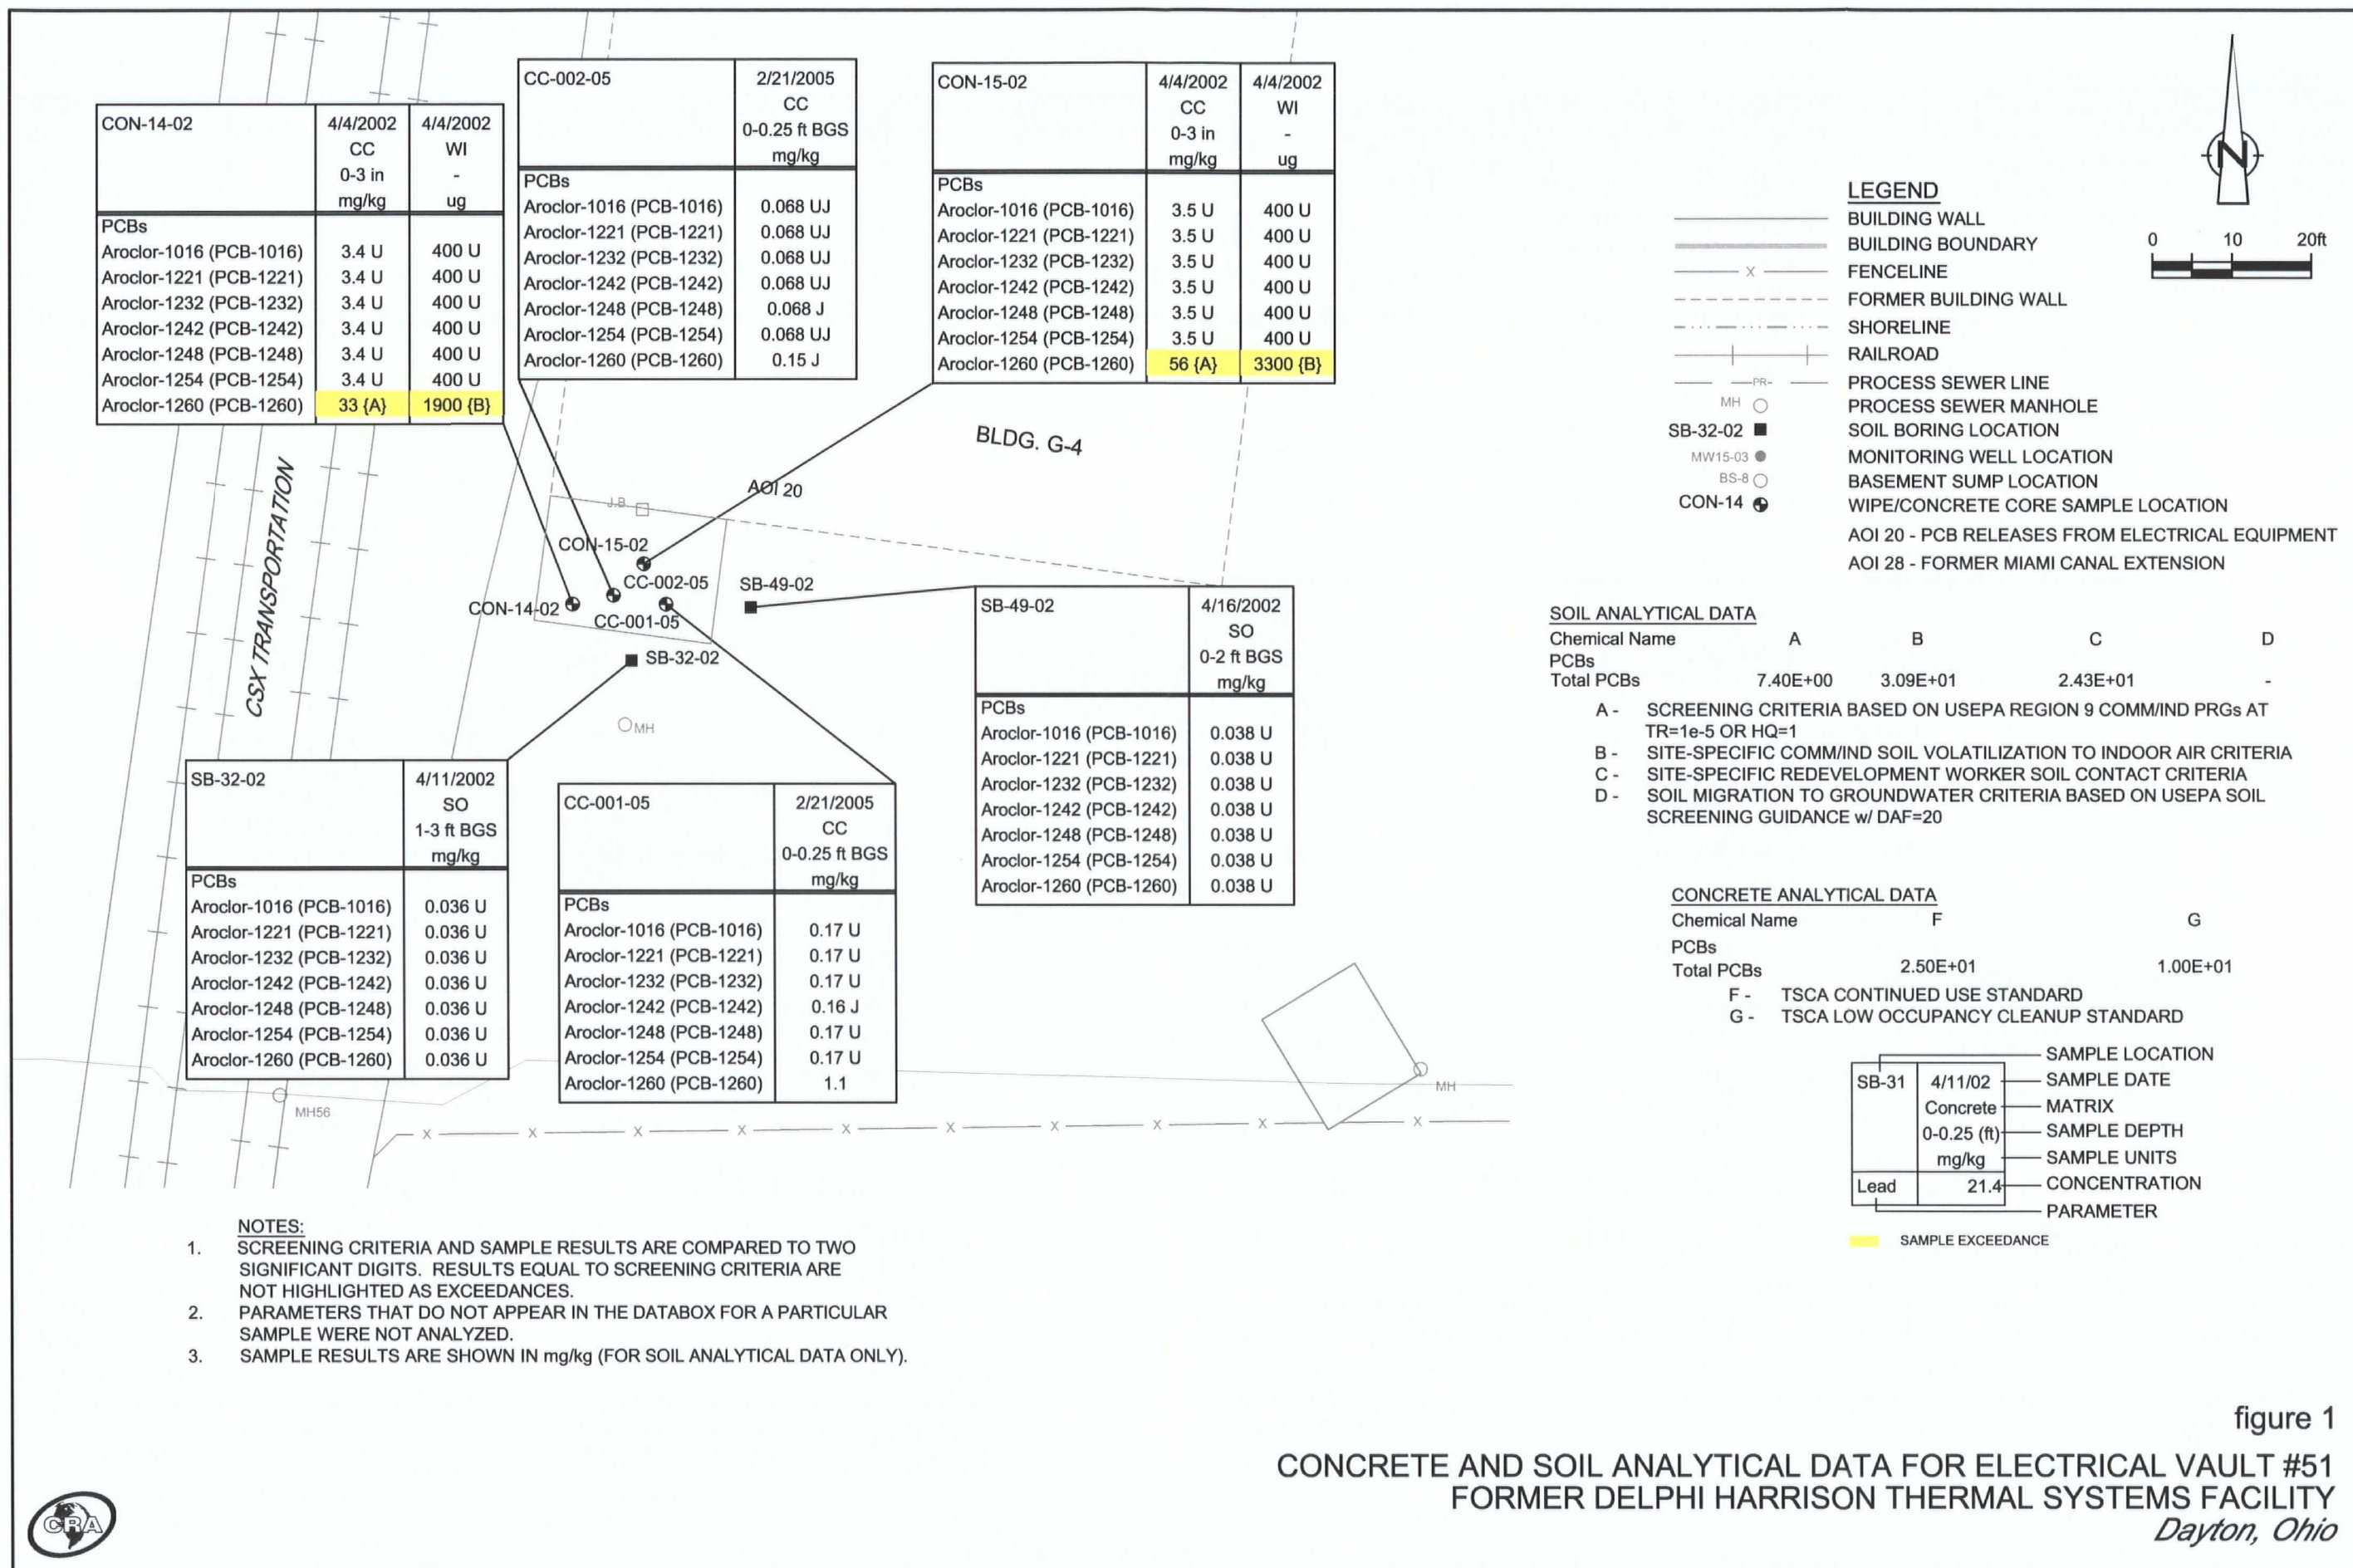 CON-14-02 4/4/2002 4/4/2002
CC WI
0-3 in -
mg/kg ug
PCBs
Aroclor-1016 (PCB-1016) 3.4 U 400 U
Aroclor-1221 (PCB-1221) 3.4 U 400 U
Aroclor-1232 (PCB-1232) 3.4 U 400 U
Aroclor-1242 (PCB-1242) 3.4 U 400 U
Aroclor-1248 (PCB-1248) 3.4 U 400 U
Aroclor-1254 (PCB-1254) 3.4 U 400 U
Aroclor-1260 (PCB-1260) 33 {A} 1900 {B}
CC-002-05 2/21/2005
CC
0-0.25 ft BGS
mg/kg
PCBs
Aroclor-1016 (PCB-1016) 0.068 UJ
Aroclor-1221 (PCB-1221) 0.068 UJ
Aroclor-1232 (PCB-1232) 0.068 UJ
Aroclor-1242 (PCB-1242) 0.068 UJ
Aroclor-1248 (PCB-1248) 0.068 J
Aroclor-1254 (PCB-1254) 0.068 UJ
Aroclor-1260 (PCB-1260) 0.15 J
CON-15-02 4/4/2002 4/4/2002
CC WI
0-3 in -
mg/kg ug
PCBs
Aroclor-1016 (PCB-1016) 3.5 U 400 U
Aroclor-1221 (PCB-1221) 3.5 U 400 U
Aroclor-1232 (PCB-1232) 3.5 U 400 U
Aroclor-1242 (PCB-1242) 3.5 U 400 U
Aroclor-1248 (PCB-1248) 3.5 U 400 U
Aroclor-1254 (PCB-1254) 3.5 U 400 U
Aroclor-1260 (PCB-1260) 56 {A} 3300 {B}
N
0 10 20ft
LEGEND
BUILDING WALL
BUILDING BOUNDARY
X FENCELINE
FORMER BUILDING WALL
SHORELINE
RAILROAD
PR PROCESS SEWER LINE
MH PROCESS SEWER MANHOLE
SB-32-02 SOIL BORING LOCATION
MW15-03 MONITORING WELL LOCATION
BS-8 BASEMENT SUMP LOCATION
CON-14 WIPE/CONCRETE CORE SAMPLE LOCATION
AOI 20 - PCB RELEASES FROM ELECTRICAL EQUIPMENT
AOI 28 - FORMER MIAMI CANAL EXTENSION
BLDG. G-4
AOI 20
J.B
CSX TRANSPORTATION
CON-15-02
CC-002-05
SB-49-02
CON-14-02
CC-001-05
SB-32-02
MH
SB-49-02 4/16/2002
SO
0-2 ft BGS
mg/kg
PCBs
Aroclor-1016 (PCB-1016) 0.038 U
Aroclor-1221 (PCB-1221) 0.038 U
Aroclor-1232 (PCB-1232) 0.038 U
Aroclor-1242 (PCB-1242) 0.038 U
Aroclor-1248 (PCB-1248) 0.038 U
Aroclor-1254 (PCB-1254) 0.038 U
Aroclor-1260 (PCB-1260) 0.038 U
SB-32-02 4/11/2002
SO
1-3 ft BGS
mg/kg
PCBs
Aroclor-1016 (PCB-1016) 0.036 U
Aroclor-1221 (PCB-1221) 0.036 U
Aroclor-1232 (PCB-1232) 0.036 U
Aroclor-1242 (PCB-1242) 0.036 U
Aroclor-1248 (PCB-1248) 0.036 U
Aroclor-1254 (PCB-1254) 0.036 U
Aroclor-1260 (PCB-1260) 0.036 U
CC-001-05 2/21/2005
CC
0-0.25 ft BGS
mg/kg
PCBs
Aroclor-1016 (PCB-1016) 0.17 U
Aroclor-1221 (PCB-1221) 0.17 U
Aroclor-1232 (PCB-1232) 0.17 U
Aroclor-1242 (PCB-1242) 0.16 J
Aroclor-1248 (PCB-1248) 0.17 U
Aroclor-1254 (PCB-1254) 0.17 U
Aroclor-1260 (PCB-1260) 1.1
MH56
MH
X X X X X X X X X X
SOIL ANALYTICAL DATA
Chemical Name A B C D
PCBs
Total PCBs 7.40E+00 3.09E+01 2.43E+01 -
A - SCREENING CRITERIA BASED ON USEPA REGION 9 COMM/IND PRGs AT
TR=1e-5 OR HQ=1
B - SITE-SPECIFIC COMM/IND SOIL VOLATILIZATION TO INDOOR AIR CRITERIA
C - SITE-SPECIFIC REDEVELOPMENT WORKER SOIL CONTACT CRITERIA
D - SOIL MIGRATION TO GROUNDWATER CRITERIA BASED ON USEPA SOIL
SCREENING GUIDANCE w/ DAF=20
CONCRETE ANALYTICAL DATA
Chemical Name F G
PCBs
Total PCBs 2.50E+01 1.00E+01
F - TSCA CONTINUED USE STANDARD
G - TSCA LOW OCCUPANCY CLEANUP STANDARD
SAMPLE LOCATION
SB-31 4/11/02 SAMPLE DATE
Concrete MATRIX
0-0.25 (ft) SAMPLE DEPTH
mg/kg SAMPLE UNITS
Lead 21.4 CONCENTRATION
PARAMETER
SAMPLE EXCEEDANCE
NOTES:
1. SCREENING CRITERIA AND SAMPLE RESULTS ARE COMPARED TO TWO
SIGNIFICANT DIGITS. RESULTS EQUAL TO SCREENING CRITERIA ARE
NOT HIGHLIGHTED AS EXCEEDANCES.
2. PARAMETERS THAT DO NOT APPEAR IN THE DATABOX FOR A PARTICULAR
SAMPLE WERE NOT ANALYZED.
3. SAMPLE RESULTS ARE SHOWN IN mg/kg (FOR SOIL ANALYTICAL DATA ONLY).
figure 1
CONCRETE AND SOIL ANALYTICAL DATA FOR ELECTRICAL VAULT #51
FORMER DELPHI HARRISON THERMAL SYSTEMS FACILITY
Dayton, Ohio
CRA